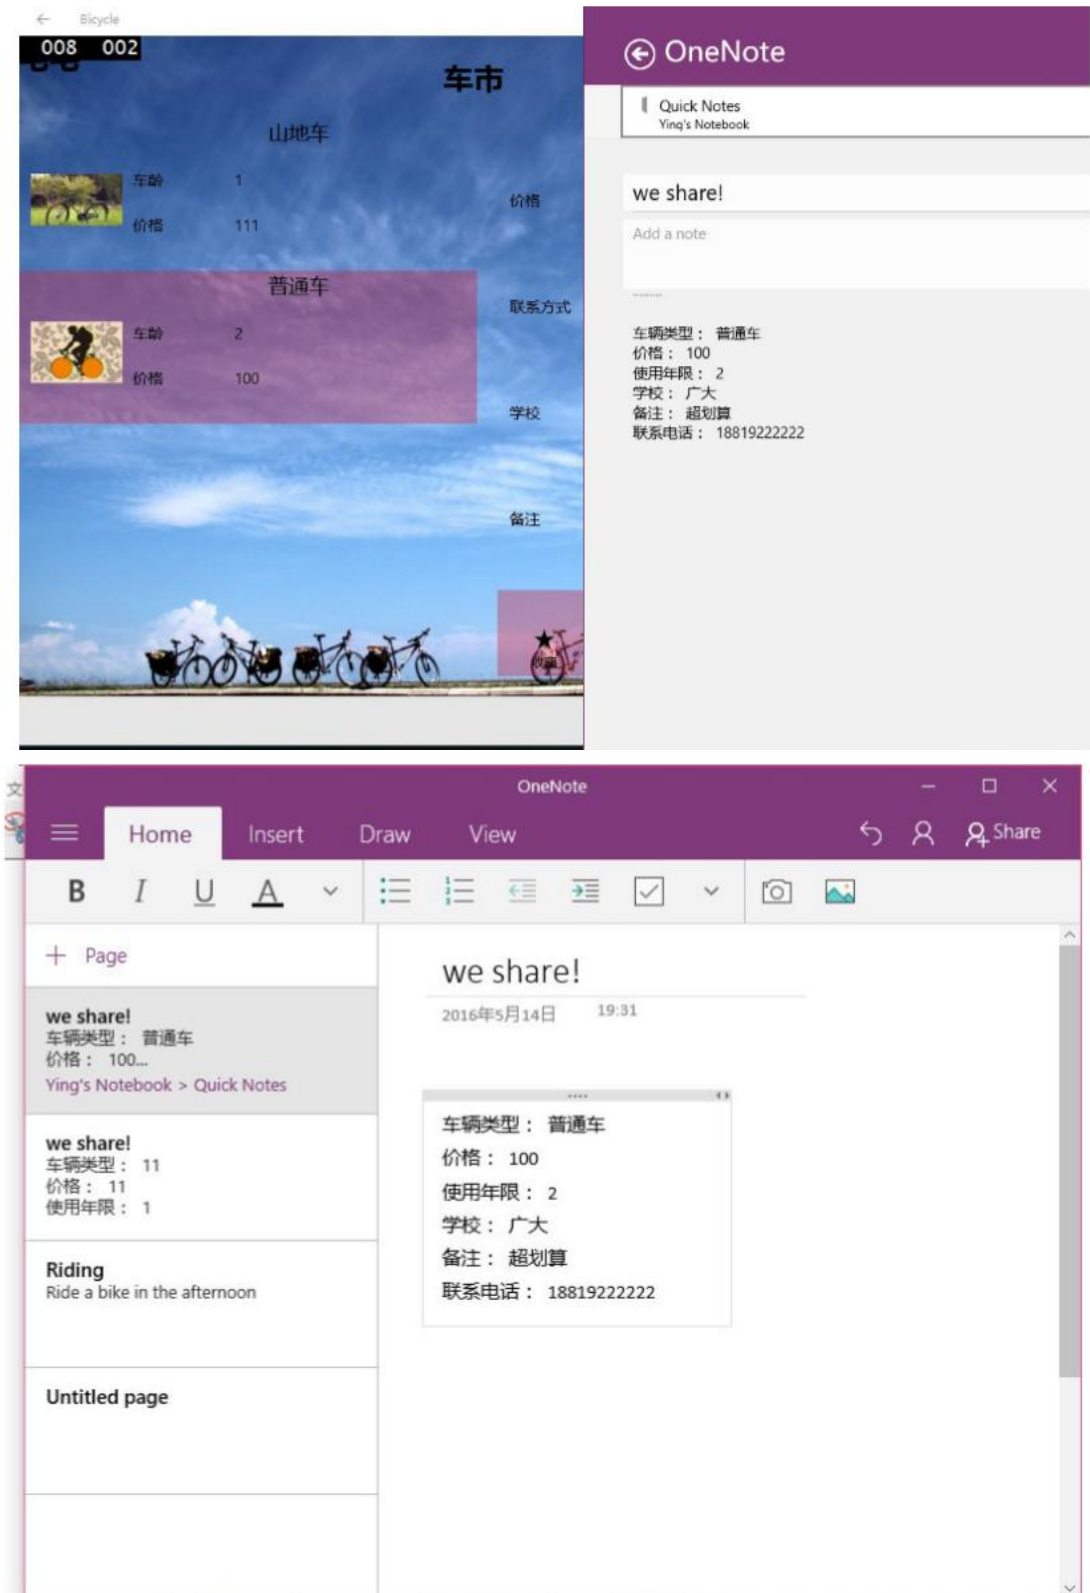 Bicycle
008 002
车市
山地车
车龄 1
价格 111
普通车
车龄 2
价格 100
价格
联系方式
学校
备注
收藏
OneNote
Quick Notes
Ying's Notebook
we share!
Add a note
车辆类型： 普通车
价格： 100
使用年限： 2
学校： 广大
备注： 超划算
联系电话： 18819222222
文
OneNote
Home Insert Draw View Share
B I U A
+ Page
we share!
车辆类型： 普通车
价格： 100...
Ying's Notebook > Quick Notes
we share!
车辆类型： 11
价格： 11
使用年限： 1
Riding
Ride a bike in the afternoon
Untitled page
we share!
2016年5月14日 19:31
车辆类型： 普通车
价格： 100
使用年限： 2
学校： 广大
备注： 超划算
联系电话： 18819222222